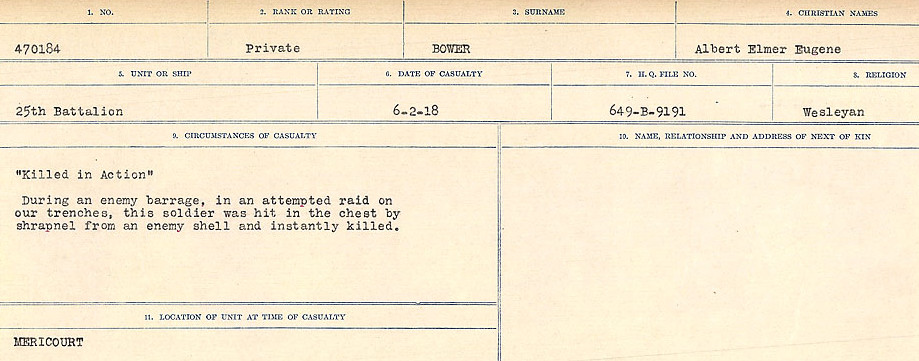 1. NO.
2. RANK OR RATING
3. SURNAME
4. CHRISTIAN NAMES
470184
Private
BOWER
Albert Elmer Eugene
5. UNIT OR SHIP
6. DATE OF CASUALTY
7. H. Q. FILE NO.
8. RELIGION
25th Battalion
6-2-18
649-B-9191
Wesleyan
9. CIRCUMSTANCES OF CASUALTY
10. NAME, RELATIONSHIP AND ADDRESS OF NEXT OF KIN
"Killed in Action"
During an enemy barrage, in an attempted raid on
our trenches, this soldier was hit in the chest by
shrapnel from an enemy shell and instantly killed.
11. LOCATION OF UNIT AT TIME OF CASUALTY
MERICOURT